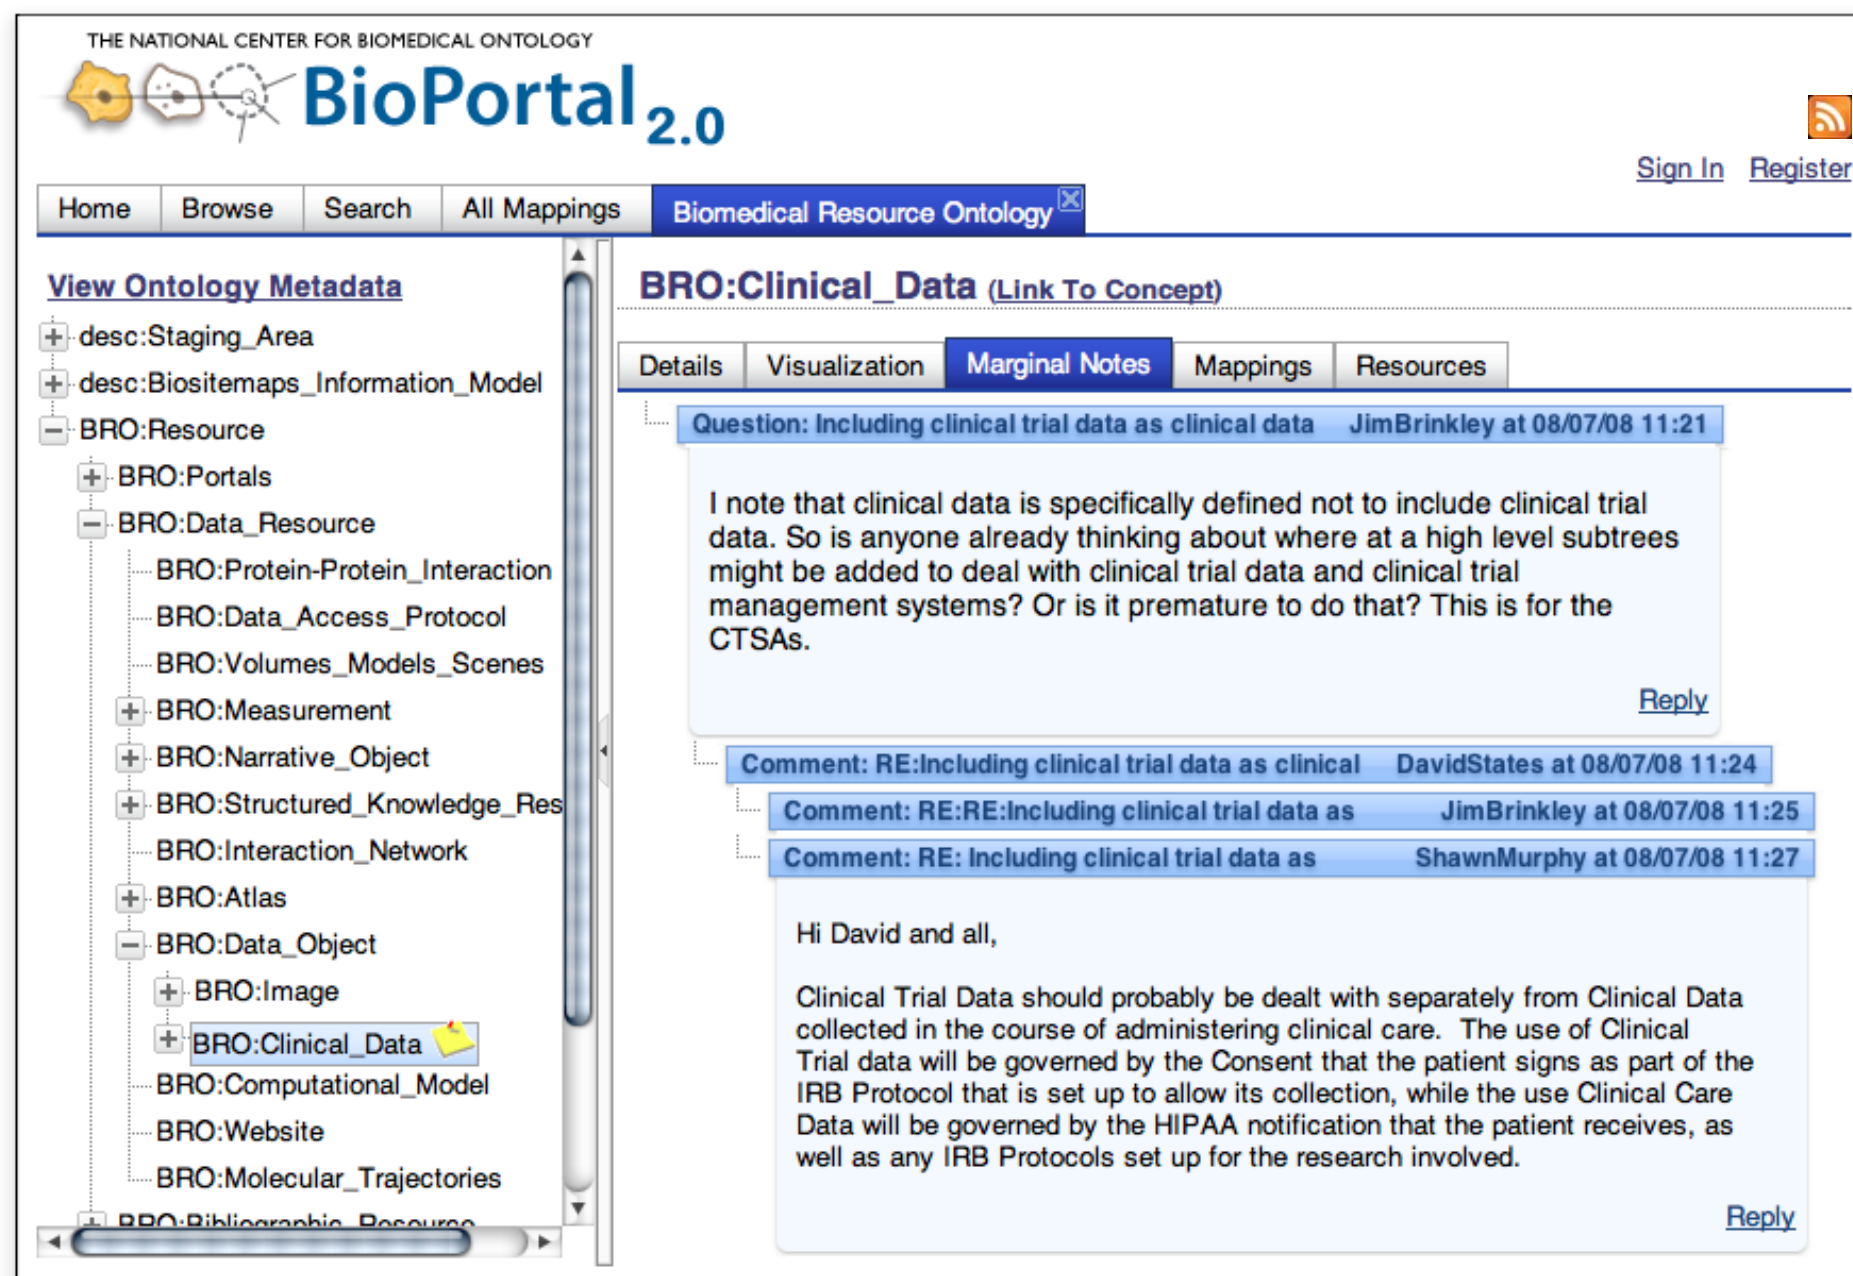 THE NATIONAL CENTER FOR BIOMEDICAL ONTOLOGY
BioPortal 2.0
Sign In Register
Home Browse Search All Mappings Biomedical Resource Ontology
View Ontology Metadata
desc:Staging_Area
desc:Biositemaps_Information_Model
BRO:Resource
BRO:Portals
BRO:Data_Resource
BRO:Protein-Protein_Interaction
BRO:Data_Access_Protocol
BRO:Volumes_Models_Scenes
BRO:Measurement
BRO:Narrative_Object
BRO:Structured_Knowledge_Res
BRO:Interaction_Network
BRO:Atlas
BRO:Data_Object
BRO:Image
BRO:Clinical_Data
BRO:Computational_Model
BRO:Website
BRO:Molecular_Trajectories
BRO:Bibliographic_Resource
BRO:Clinical_Data (Link To Concept)
Details Visualization Marginal Notes Mappings Resources
Question: Including clinical trial data as clinical data JimBrinkley at 08/07/08 11:21
I note that clinical data is specifically defined not to include clinical trial
data. So is anyone already thinking about where at a high level subtrees
might be added to deal with clinical trial data and clinical trial
management systems? Or is it premature to do that? This is for the
CTSAs.
Reply
Comment: RE:Including clinical trial data as clinical DavidStates at 08/07/08 11:24
Comment: RE:RE:Including clinical trial data as JimBrinkley at 08/07/08 11:25
Comment: RE: Including clinical trial data as ShawnMurphy at 08/07/08 11:27
Hi David and all,
Clinical Trial Data should probably be dealt with separately from Clinical Data
collected in the course of administering clinical care. The use of Clinical
Trial data will be governed by the Consent that the patient signs as part of the
IRB Protocol that is set up to allow its collection, while the use Clinical Care
Data will be governed by the HIPAA notification that the patient receives, as
well as any IRB Protocols set up for the research involved.
Reply